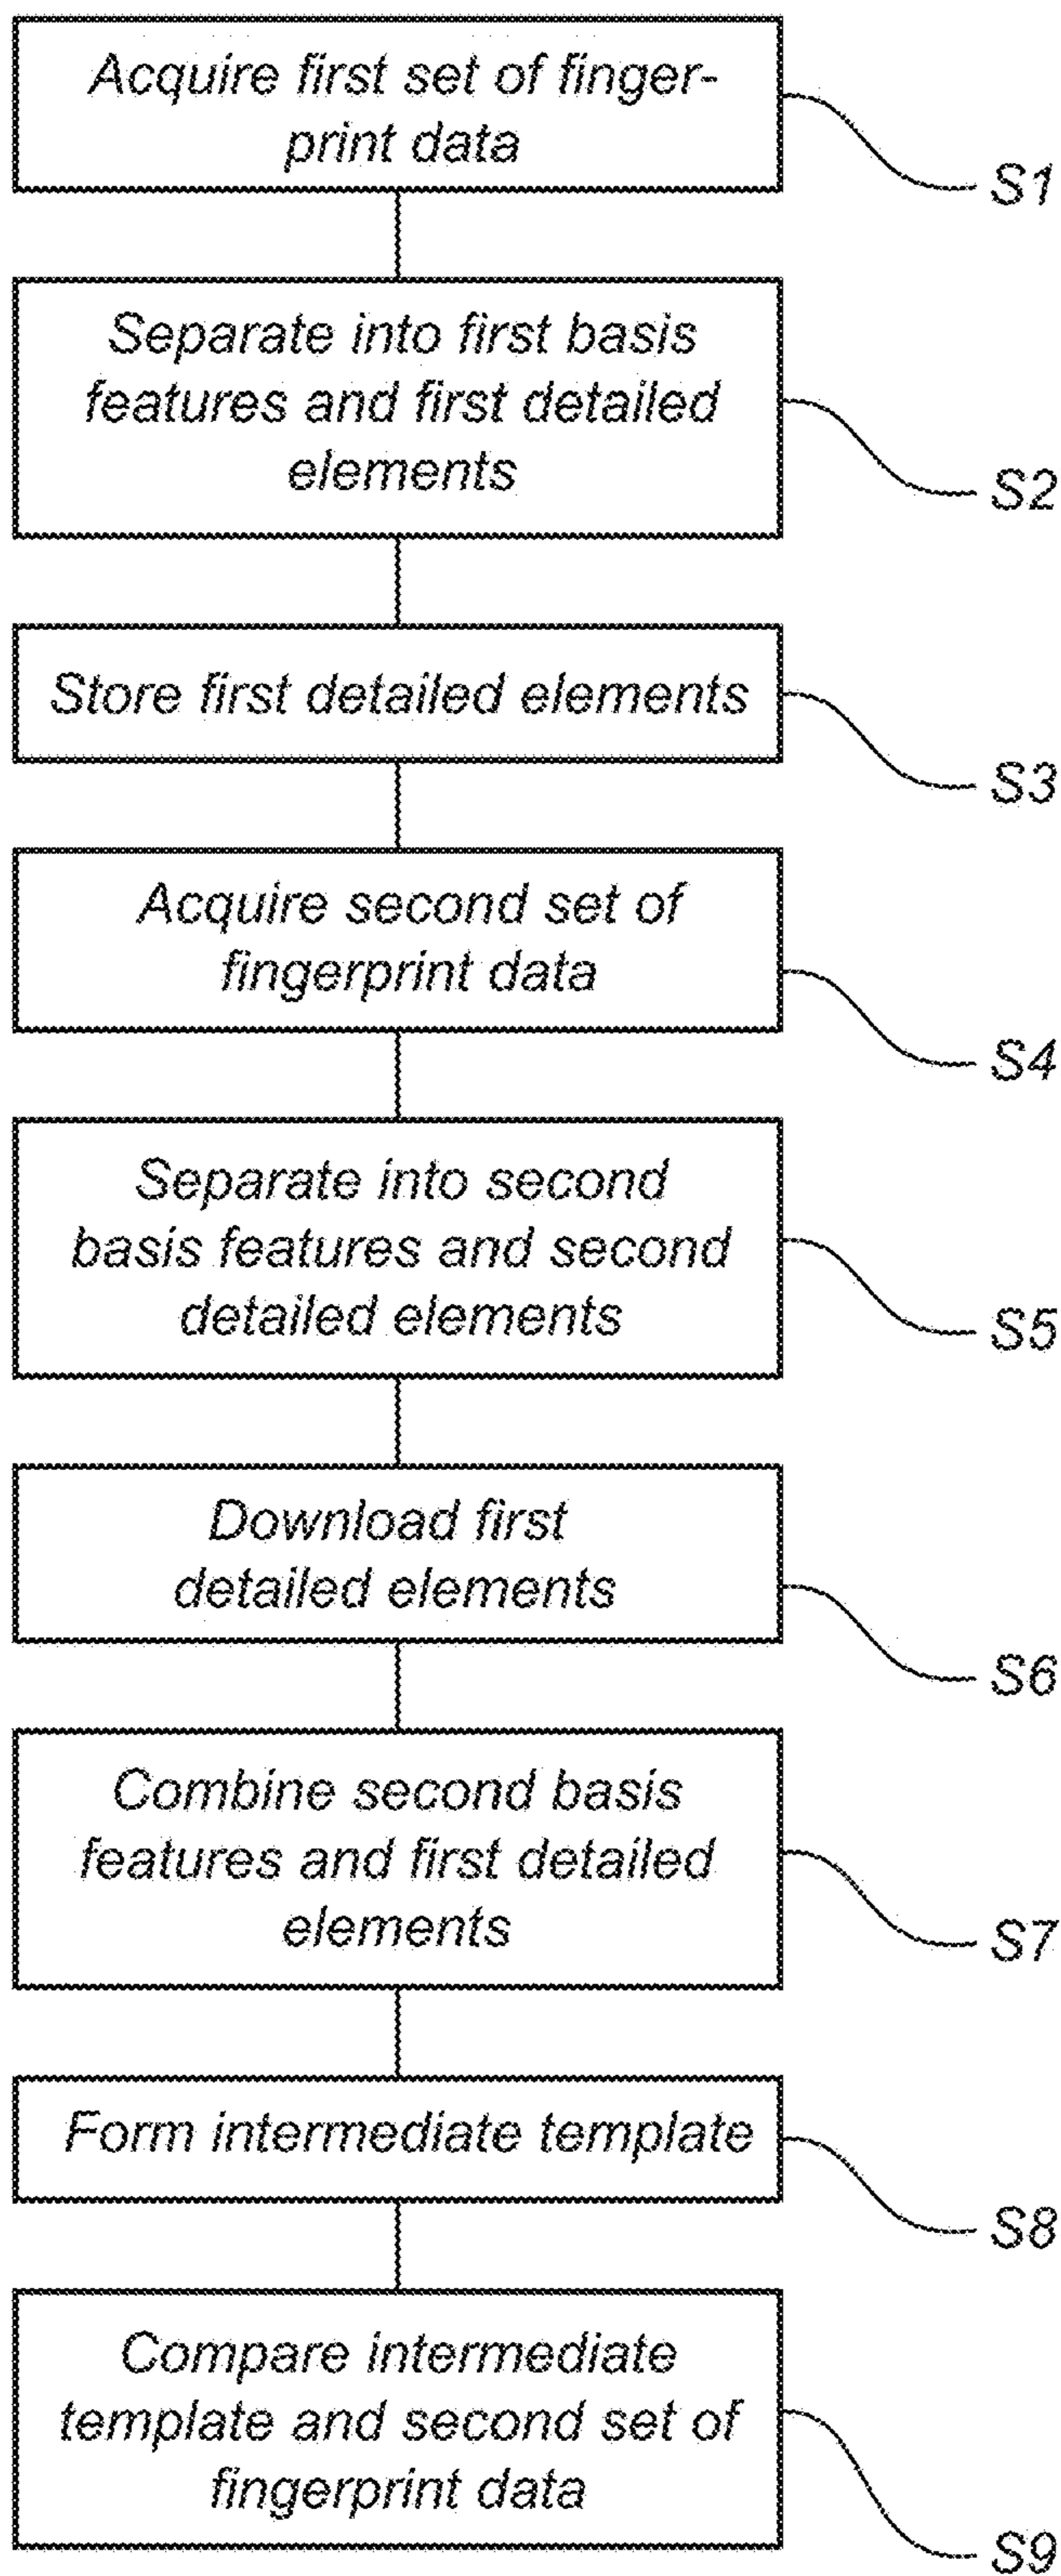 Acquire first set of finger-
print data
S1
Separate into first basis
features and first detailed
elements
S2
Store first detailed elements
S3
Acquire second set of
fingerprint data
S4
Separate into second
basis features and second
detailed elements
S5
Download first
detailed elements
S6
Combine second basis
features and first detailed
elements
S7
Form intermediate template
S8
Compare intermediate
template and second set of
fingerprint data
S9